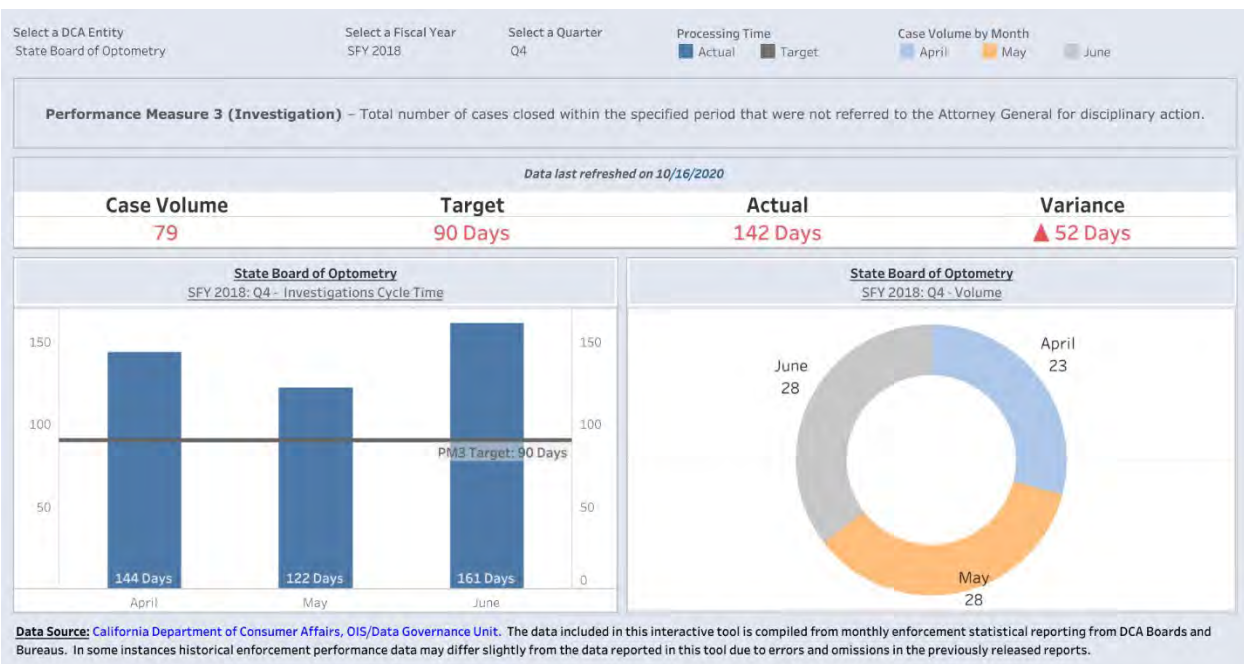 Select a DCA Entity
State Board of Optometry
Select a Fiscal Year
SFY 2018
Select a Quarter
Q4
Processing Time
Actual Target
Case Volume by Month
April May June
Performance Measure 3 (Investigation) – Total number of cases closed within the specified period that were not referred to the Attorney General for disciplinary action.
Data last refreshed on 10/16/2020
Case Volume Target Actual Variance
79 90 Days 142 Days ▲ 52 Days
State Board of Optometry
SFY 2018: Q4 - Investigations Cycle Time
150 150
100 100
PM3 Target: 90 Days
50 50
144 Days 122 Days 161 Days 0
April May June
State Board of Optometry
SFY 2018: Q4 - Volume
April
23
June
28
May
28
Data Source: California Department of Consumer Affairs, OIS/Data Governance Unit. The data included in this interactive tool is compiled from monthly enforcement statistical reporting from DCA Boards and
Bureaus. In some instances historical enforcement performance data may differ slightly from the data reported in this tool due to errors and omissions in the previously released reports.